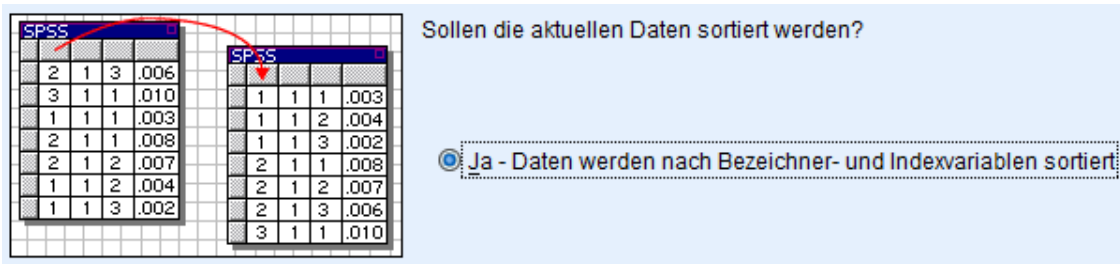 SPSS
2 1 3 .006
3 1 1 .010
1 1 1 .003
2 1 1 .008
2 1 2 .007
1 1 2 .004
1 1 3 .002
SPSS
1 1 1 .003
1 1 2 .004
1 1 3 .002
2 1 1 .008
2 1 2 .007
2 1 3 .006
3 1 1 .010
Sollen die aktuellen Daten sortiert werden?
Ja - Daten werden nach Bezeichner- und Indexvariablen sortiert